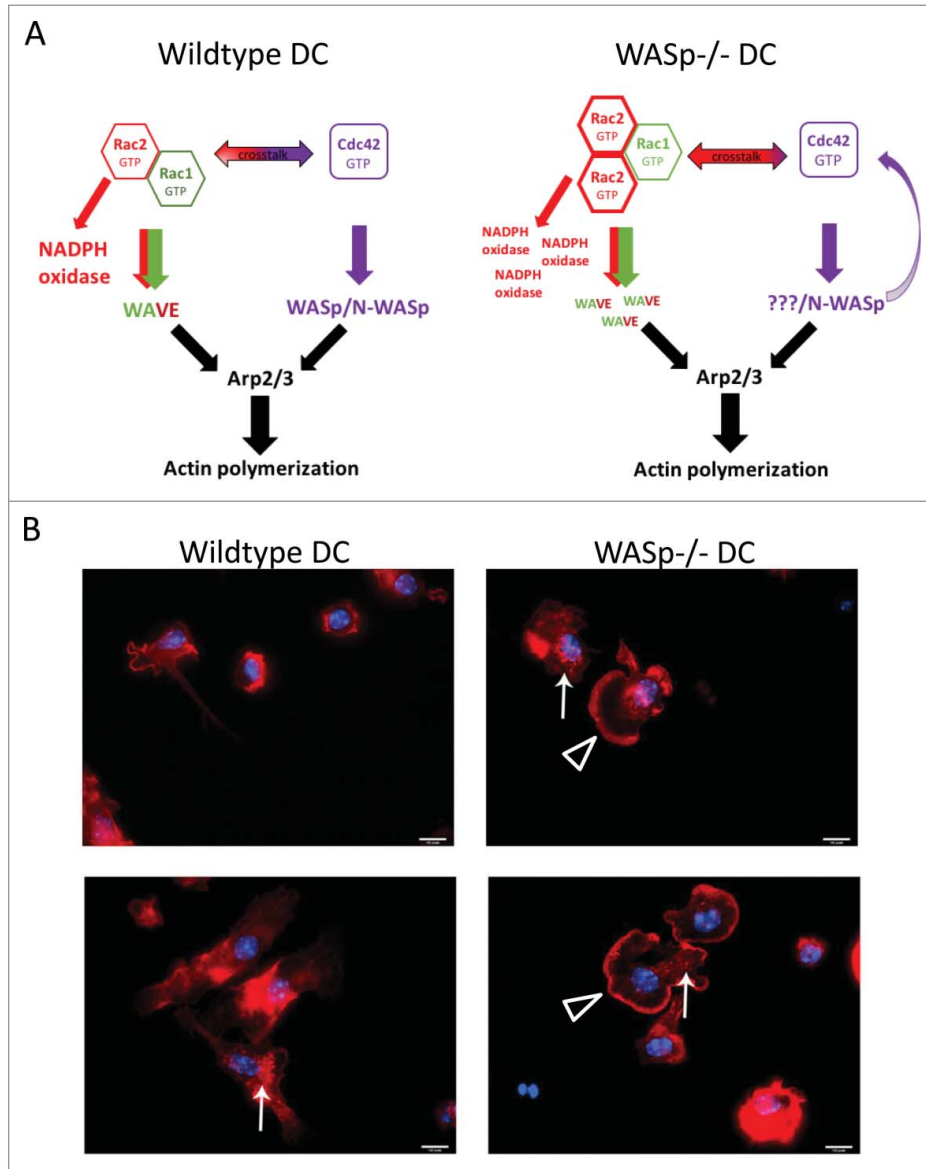 A
Wildtype DC
WASp-/- DC
Rac2
GTP
Rac1
GTP
crosstalk
Cdc42
GTP
NADPH
oxidase
WAVE
WASp/N-WASp
Arp2/3
Actin polymerization
Rac2
GTP
Rac2
GTP
Rac1
GTP
crosstalk
Cdc42
GTP
NADPH
oxidase
NADPH
oxidase
NADPH
oxidase
WAVE
WAVE
WAVE
???/N-WASp
Arp2/3
Actin polymerization
B
Wildtype DC
WASp-/- DC